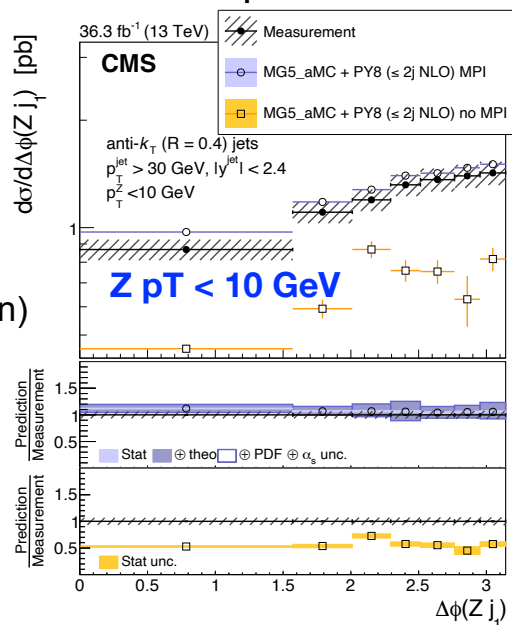 36.3 fb⁻¹ (13 TeV)
Measurement
MG5_aMC + PY8 (≤ 2j NLO) MPI
MG5_aMC + PY8 (≤ 2j NLO) no MPI
CMS
anti-k_T (R = 0.4) jets
p_T^jet > 30 GeV, |y^jet| < 2.4
p_T^Z <10 GeV
dσ/dΔϕ(Z j₁) [pb]
1
Z pT < 10 GeV
n)
Prediction
Measurement
1.5
1
0.5
Stat ⊕ theo ⊕ PDF ⊕ α_s unc.
Prediction
Measurement
1.5
1
0.5
Stat unc.
0 0.5 1 1.5 2 2.5 3
Δϕ(Z j₁)